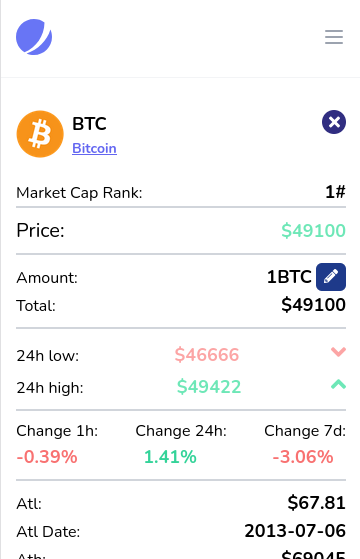 BTC
Bitcoin
Market Cap Rank: 1#
Price: $49100
Amount: 1BTC
Total: $49100
24h low: $46666
24h high: $49422
Change 1h: Change 24h: Change 7d:
-0.39% 1.41% -3.06%
Atl: $67.81
Atl Date: 2013-07-06
Ath: $69045